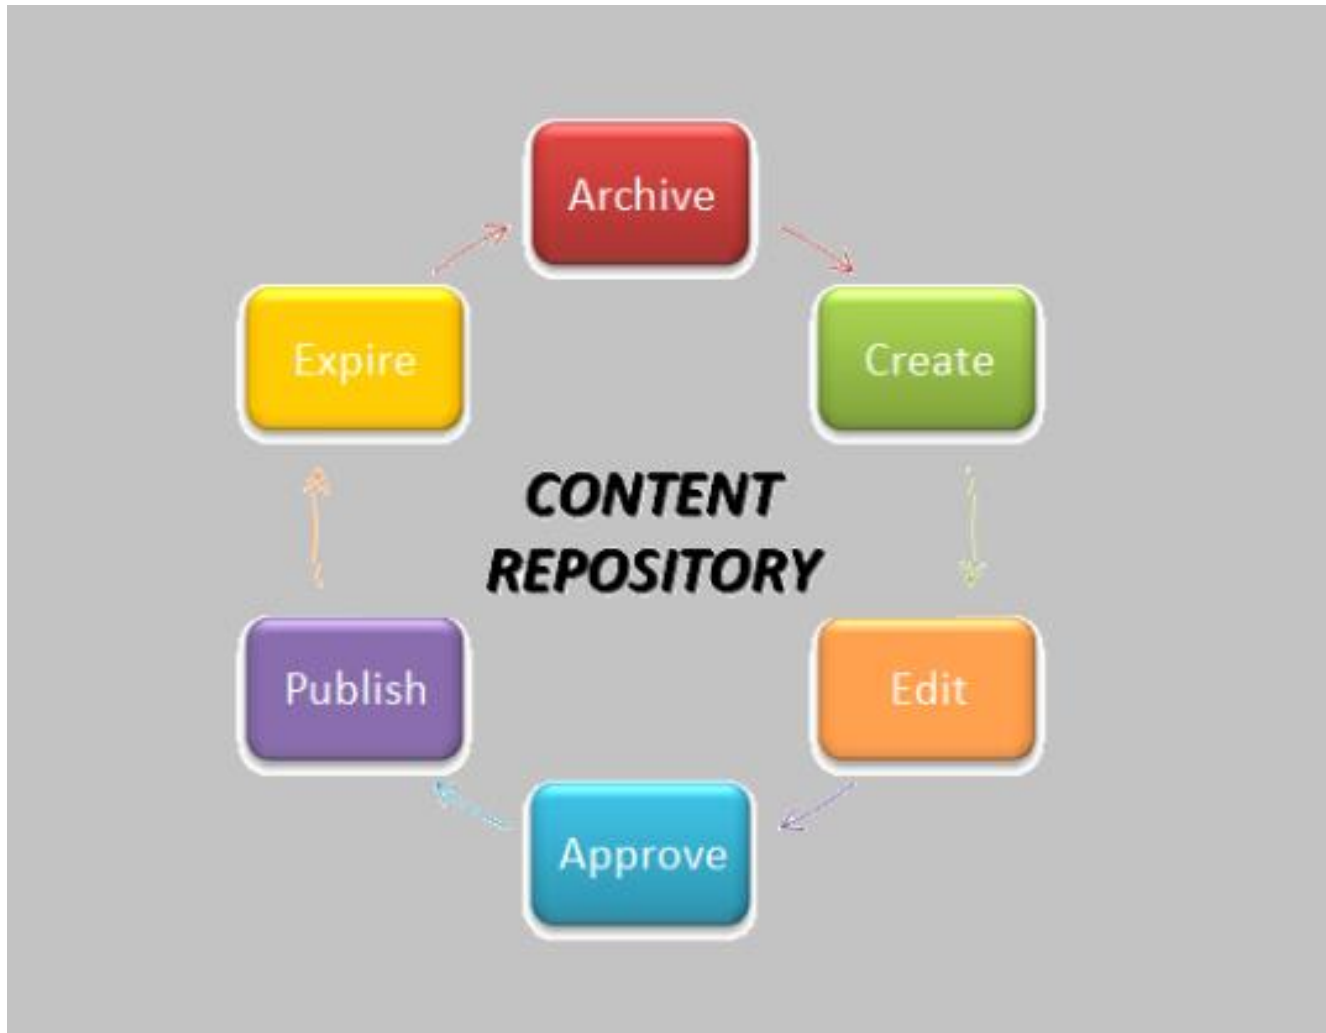 Archive
Expire
Create
CONTENT
REPOSITORY
Publish
Edit
Approve